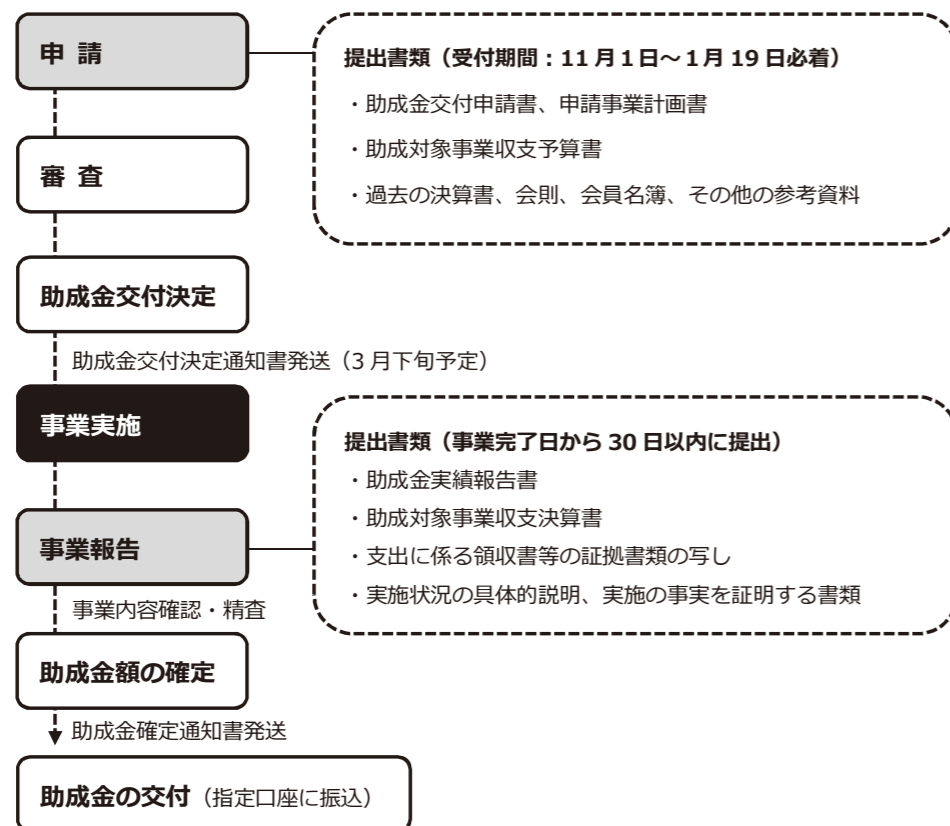 申 請
提出書類（受付期間：11 月 1 日～ 1 月 19 日必着）
・助成金交付申請書、申請事業計画書
・助成対象事業収支予算書
・過去の決算書、会則、会員名簿、その他の参考資料
審 査
助成金交付決定
助成金交付決定通知書発送（3 月下旬予定）
事業実施
提出書類（事業完了日から 30 日以内に提出）
・助成金実績報告書
・助成対象事業収支決算書
・支出に係る領収書等の証拠書類の写し
・実施状況の具体的説明、実施の事実を証明する書類
事業報告
事業内容確認・精査
助成金額の確定
助成金確定通知書発送
助成金の交付（指定口座に振込）